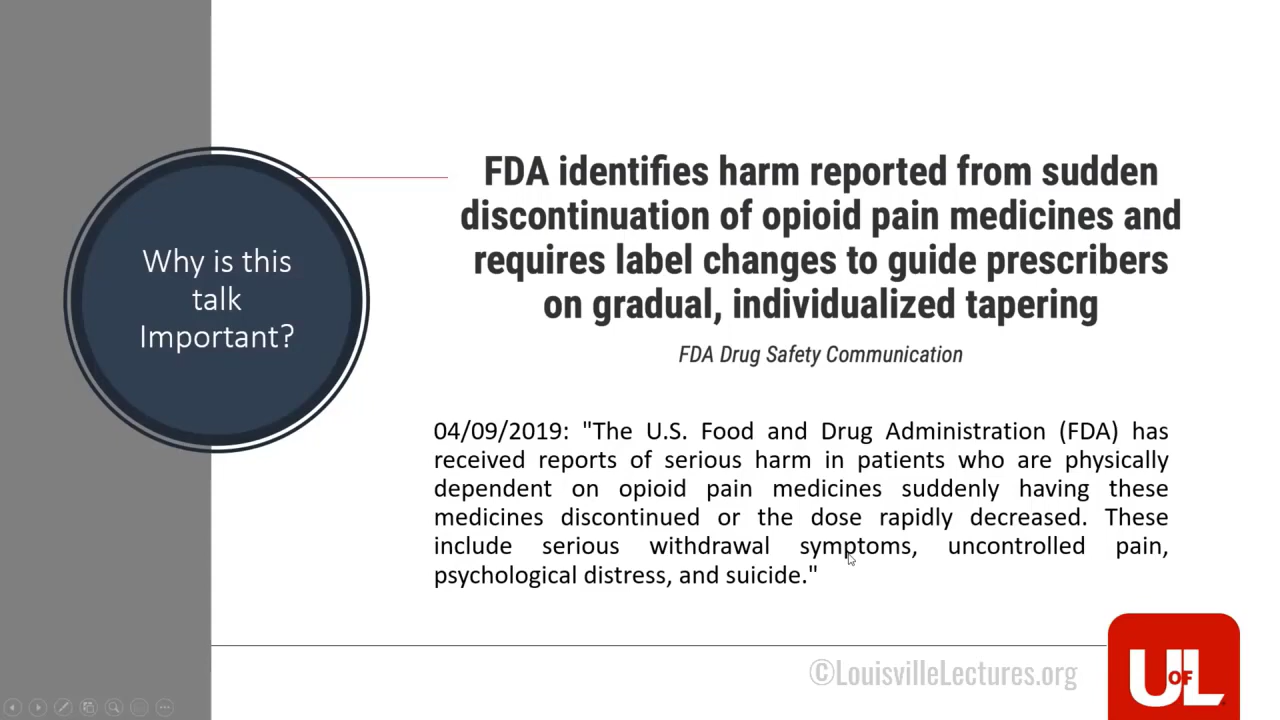 Why is this
talk
Important?
FDA identifies harm reported from sudden
discontinuation of opioid pain medicines and
requires label changes to guide prescribers
on gradual, individualized tapering
FDA Drug Safety Communication
04/09/2019: "The U.S. Food and Drug Administration (FDA) has
received reports of serious harm in patients who are physically
dependent on opioid pain medicines suddenly having these
medicines discontinued or the dose rapidly decreased. These
include serious withdrawal symptoms, uncontrolled pain,
psychological distress, and suicide."
©LouisvilleLectures.org
U OF L